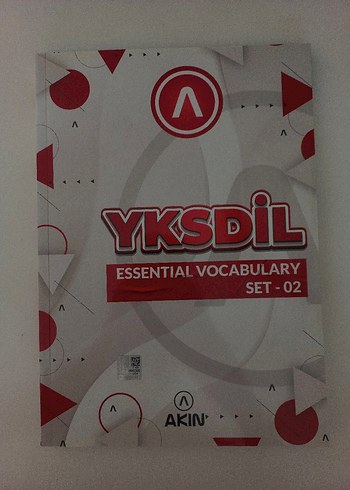 YKSDİL
ESSENTIAL VOCABULARY
SET - 02
AKIN